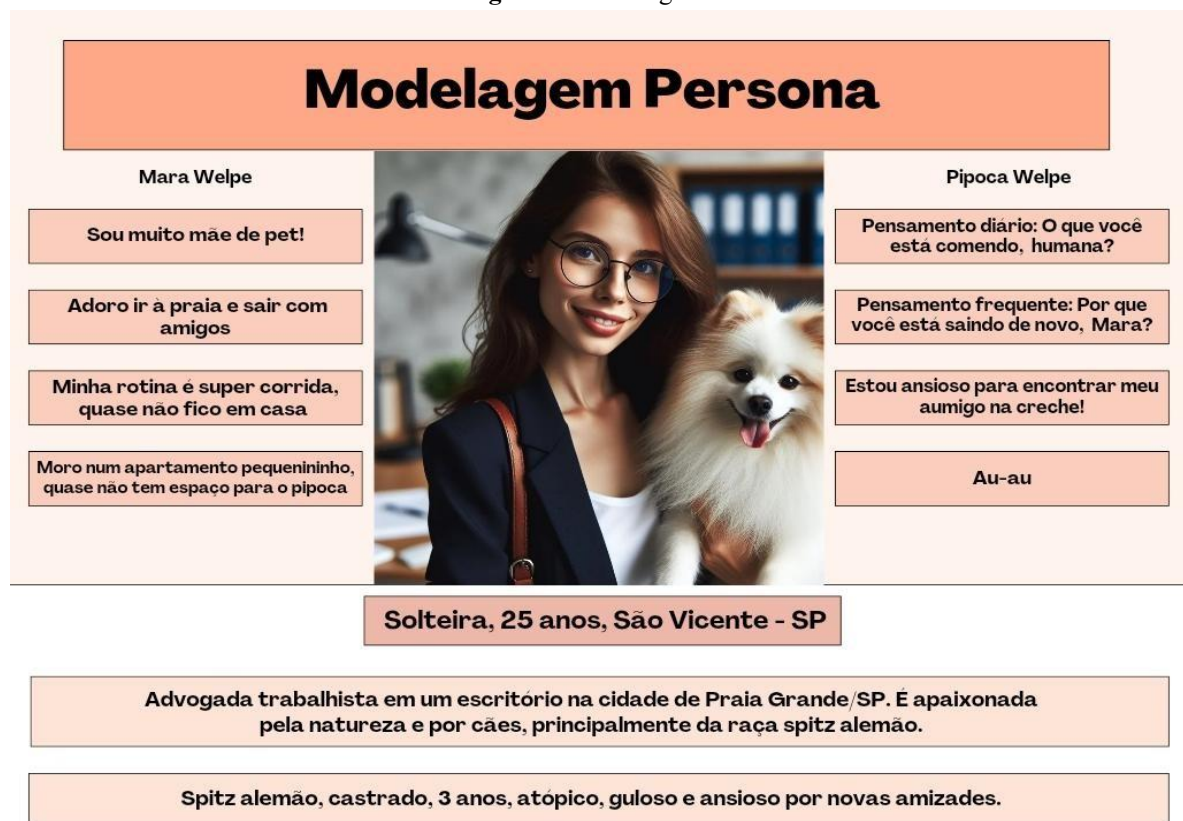 Modelagem Persona
Mara Welpe
Sou muito mãe de pet!
Adoro ir à praia e sair com
amigos
Minha rotina é super corrida,
quase não fico em casa
Moro num apartamento pequenininho,
quase não tem espaço para o pipoca
Pipoca Welpe
Pensamento diário: O que você
está comendo, humana?
Pensamento frequente: Por que
você está saindo de novo, Mara?
Estou ansioso para encontrar meu
aumigo na creche!
Au-au
Solteira, 25 anos, São Vicente - SP
Advogada trabalhista em um escritório na cidade de Praia Grande/SP. É apaixonada
pela natureza e por cães, principalmente da raça spitz alemão.
Spitz alemão, castrado, 3 anos, atópico, guloso e ansioso por novas amizades.